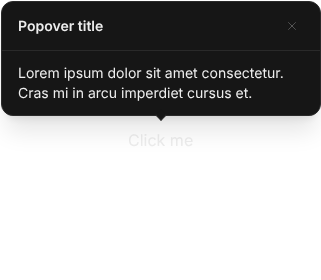 Popover title
Lorem ipsum dolor sit amet consectetur.
Cras mi in arcu imperdiet cursus et.
Click me